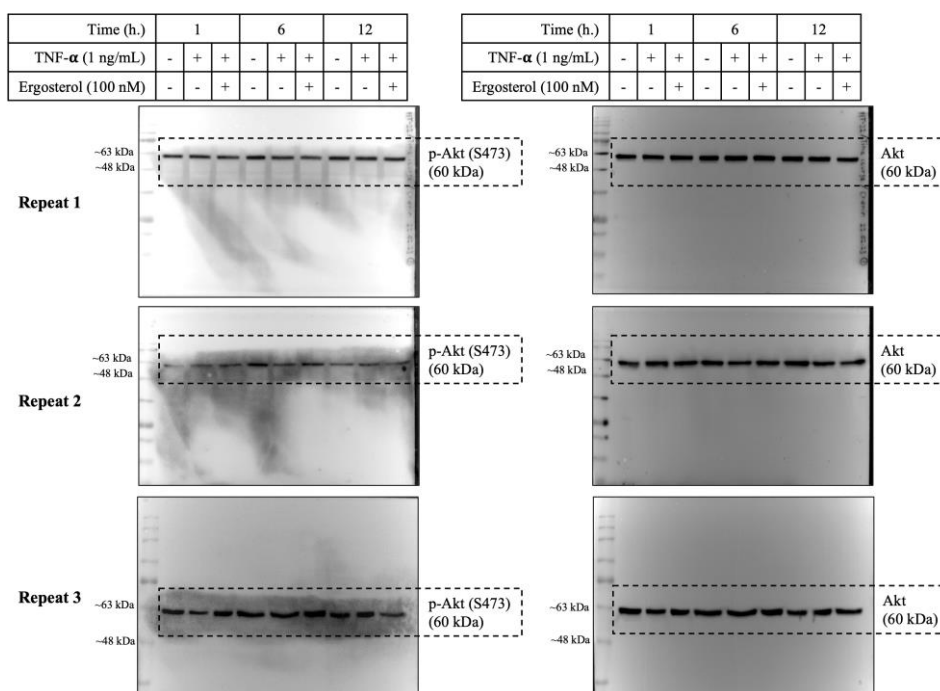 Time (h.) 1 6 12
TNF-α (1 ng/mL) - + + - + + - + +
Ergosterol (100 nM) - - + - - + - - +
Time (h.) 1 6 12
TNF-α (1 ng/mL) - + + - + + - + +
Ergosterol (100 nM) - - + - - + - - +
Repeat 1
~63 kDa
~48 kDa
p-Akt (S473)
(60 kDa)
~63 kDa
~48 kDa
Akt
(60 kDa)
Repeat 2
~63 kDa
~48 kDa
p-Akt (S473)
(60 kDa)
~63 kDa
~48 kDa
Akt
(60 kDa)
Repeat 3
~63 kDa
~48 kDa
p-Akt (S473)
(60 kDa)
~63 kDa
~48 kDa
Akt
(60 kDa)